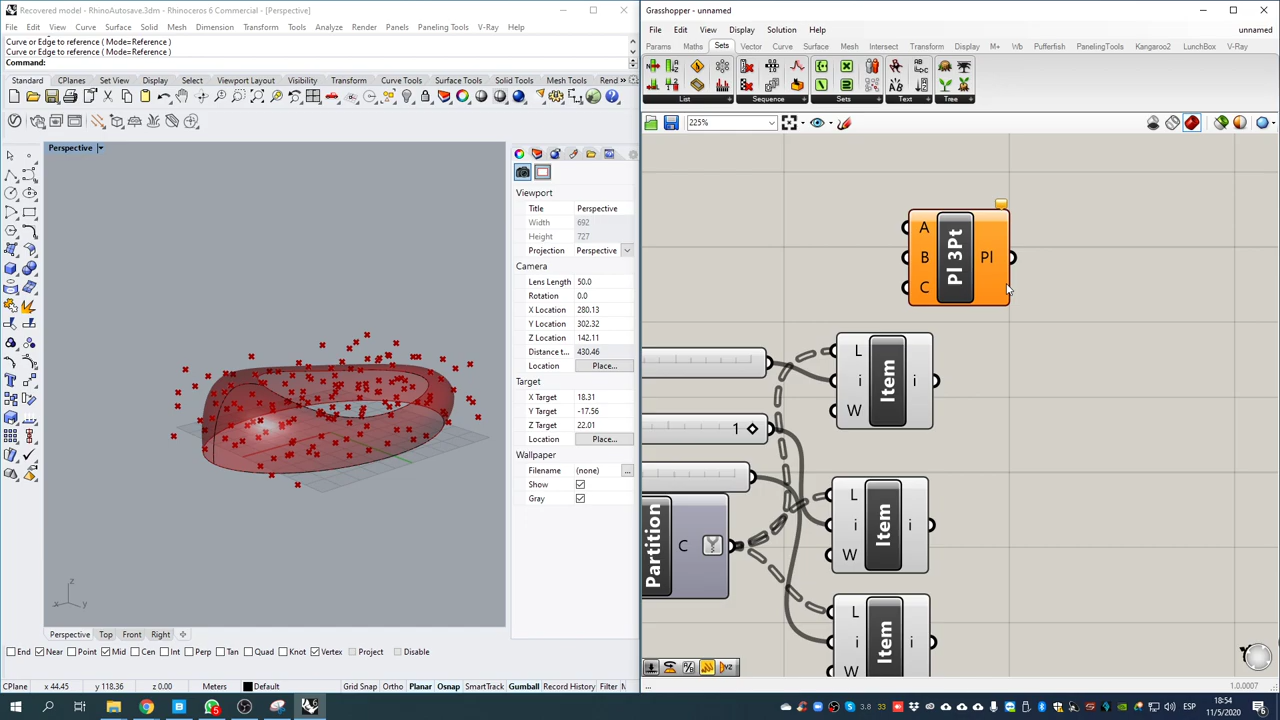 Recovered model - RhinoAutosave.3dm - Rhinoceros 6 Commercial - [Perspective]
File Edit View Curve Surface Solid Mesh Dimension Transform Tools Analyze Render Panels Paneling Tools V-Ray Help
Curve or Edge to reference ( Mode=Reference )
Curve or Edge to reference ( Mode=Reference )
Command:
Standard CPlanes Set View Display Select Viewport Layout Visibility Transform Curve Tools Surface Tools Solid Tools Mesh Tools Rende »
Perspective
Viewport
Title Perspective
Width 692
Height 727
Projection Perspective
Camera
Lens Length 50.0
Rotation 0.0
X Location 280.13
Y Location 302.32
Z Location 142.11
Distance t... 430.46
Location Place...
Target
X Target 18.31
Y Target -17.56
Z Target 22.01
Location Place...
Wallpaper
Filename (none) ...
Show
Gray
z
x y
Perspective Top Front Right
End Near Point Mid Cen Int Perp Tan Quad Knot Vertex Project Disable
CPlane x 44.45 y 118.36 z 0.00 Meters Default Grid Snap Ortho Planar Osnap SmartTrack Gumball Record History Filter
Grasshopper - unnamed
File Edit View Display Solution Help unnamed
Params Maths Sets Vector Curve Surface Mesh Intersect Transform Display M+ Wb Pufferfish PanelingTools Kangaroo2 LunchBox V-Ray
List Sequence Sets Text Tree
225%
A
B
C
Pl 3Pt
Pl
L
i
W
Item
i
1
L
i
W
Item
i
Partition
C
L
i
W
Item
i
...
1.0.0007
3.8 33 ESP
18:54
11/5/2020